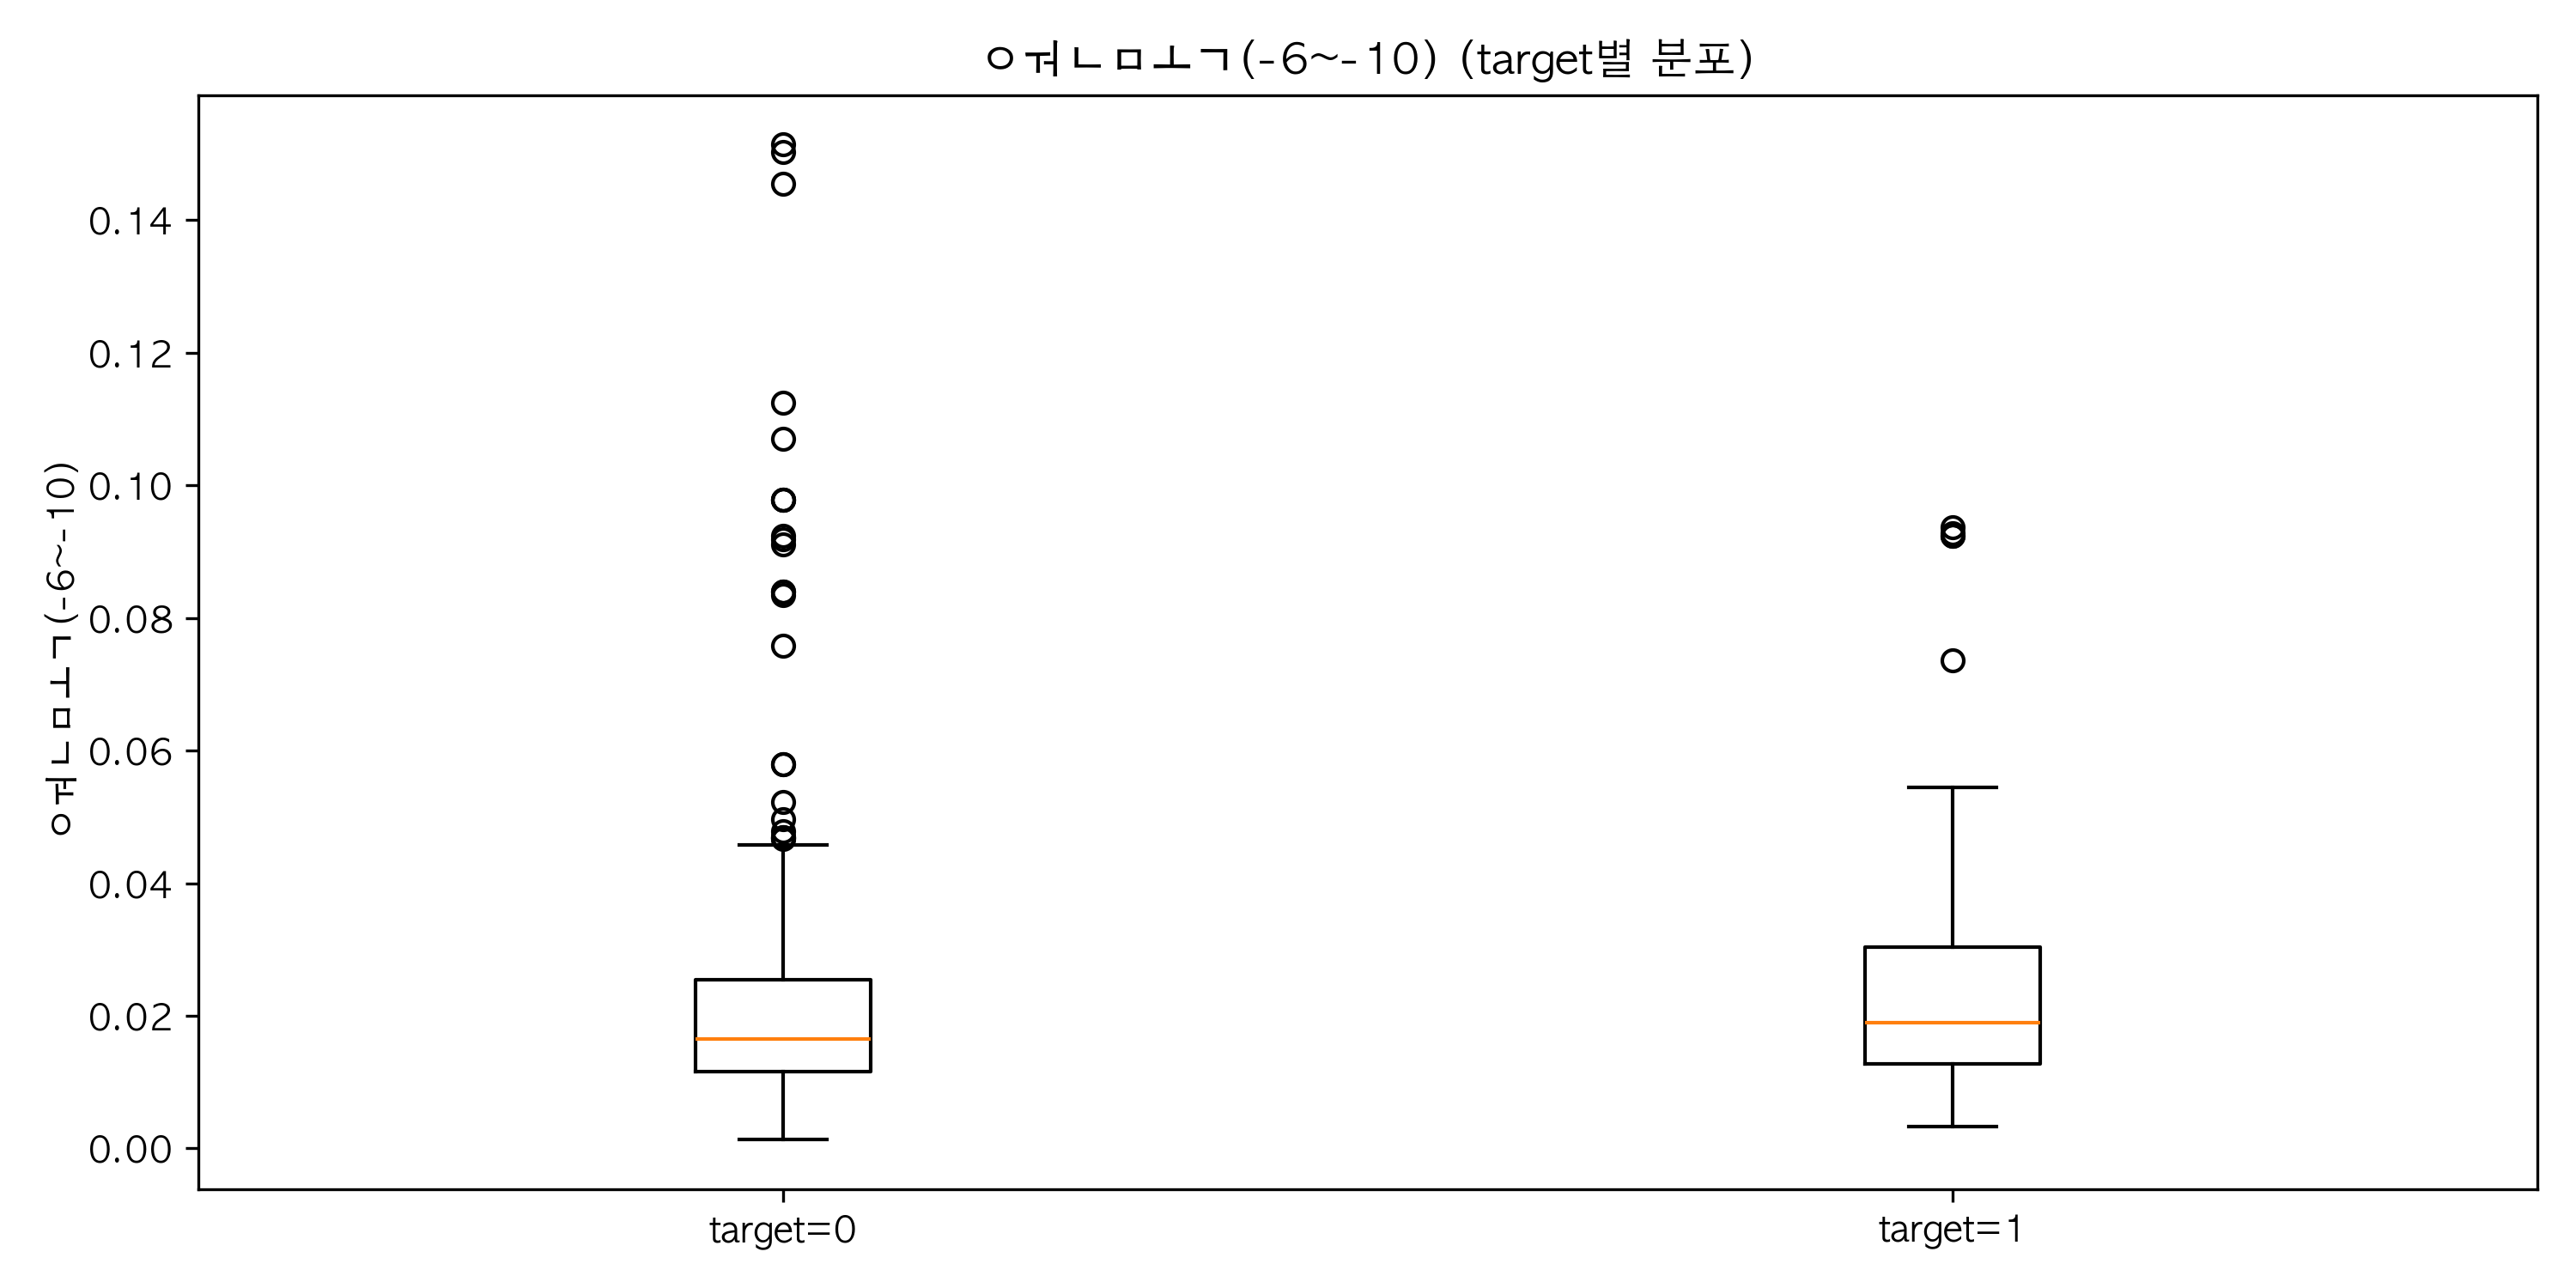 ㅇㅝㄴㅁㅗㄱ(-6~-10) (target별 분포)
ㅇㅝㄴㅁㅗㄱ(-6~-10)
0.14
0.12
0.10
0.08
0.06
0.04
0.02
0.00
target=0
target=1